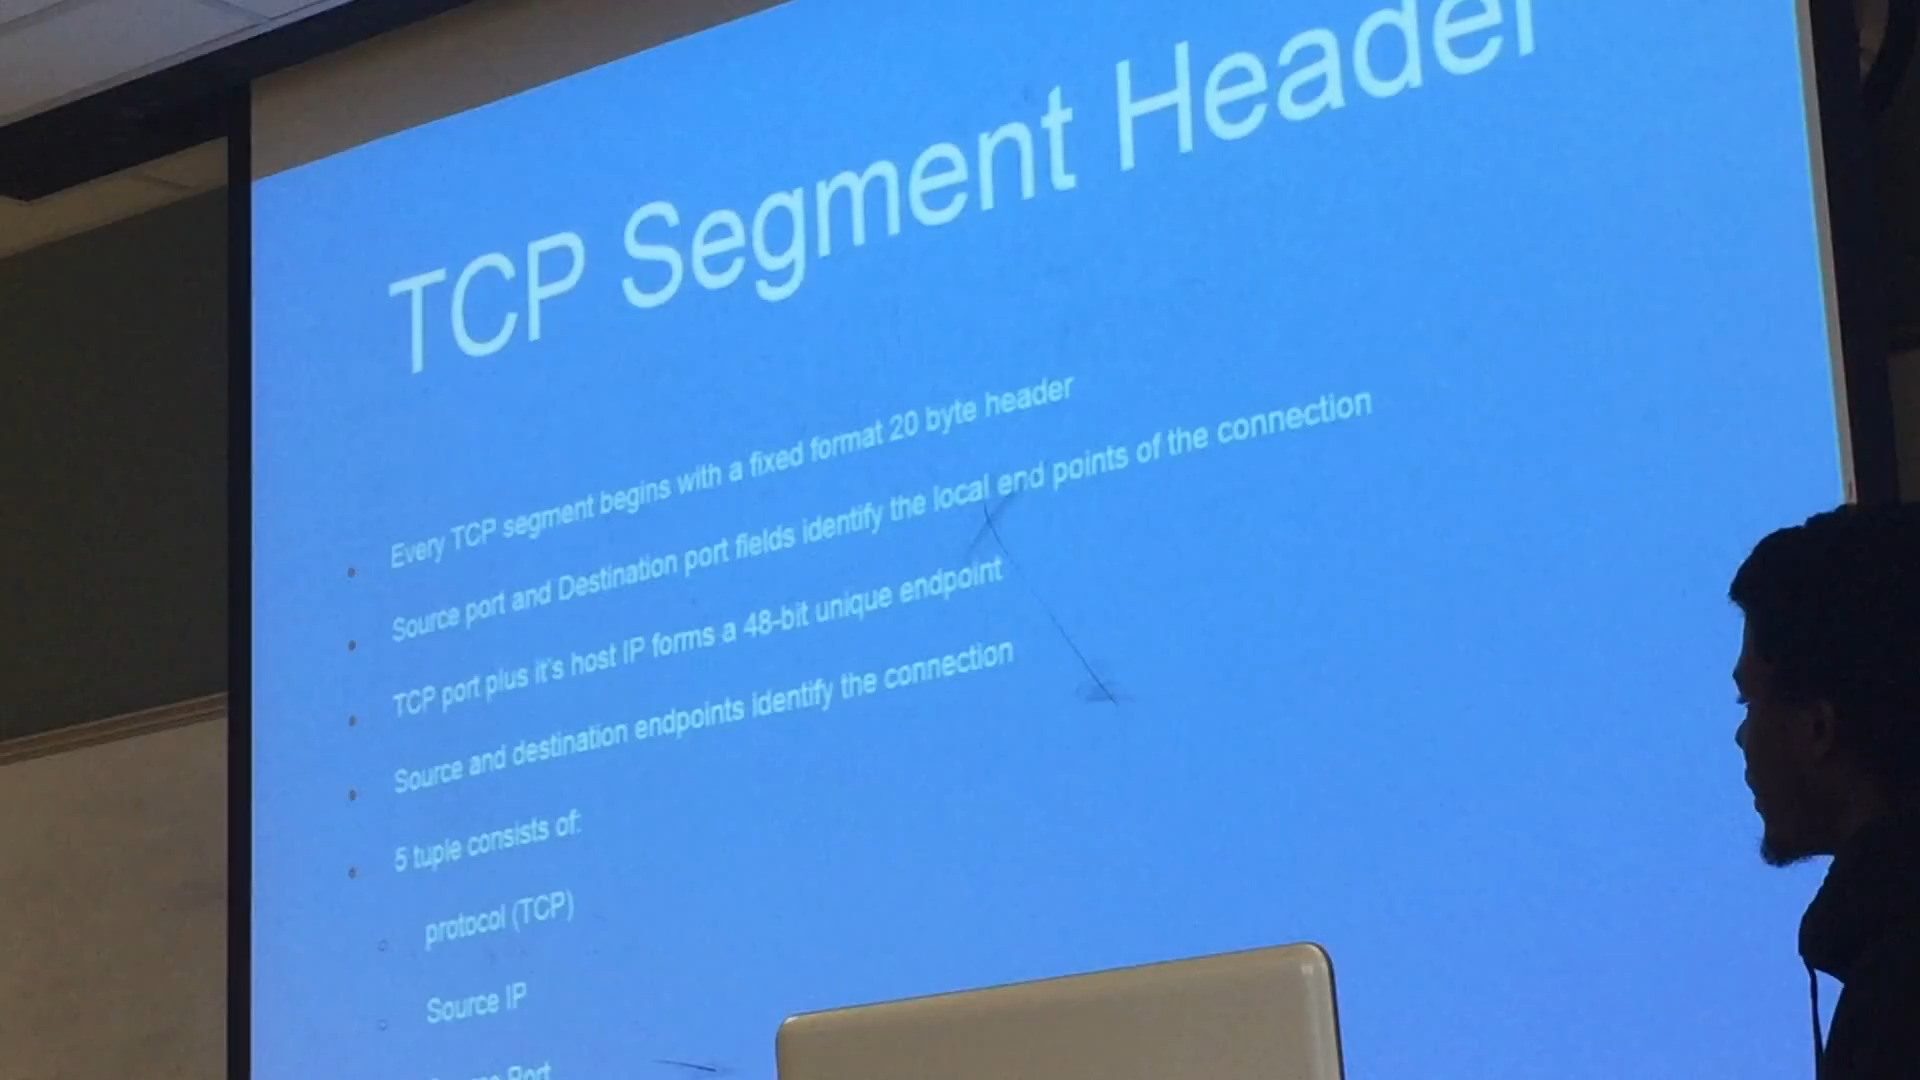 TCP Segment Header
Every TCP segment begins with a fixed format 20 byte header
Source port and Destination port fields identify the local end points of the connection
TCP port plus it's host IP forms a 48-bit unique endpoint
Source and destination endpoints identify the connection
5 tuple consists of:
protocol (TCP)
Source IP
Port